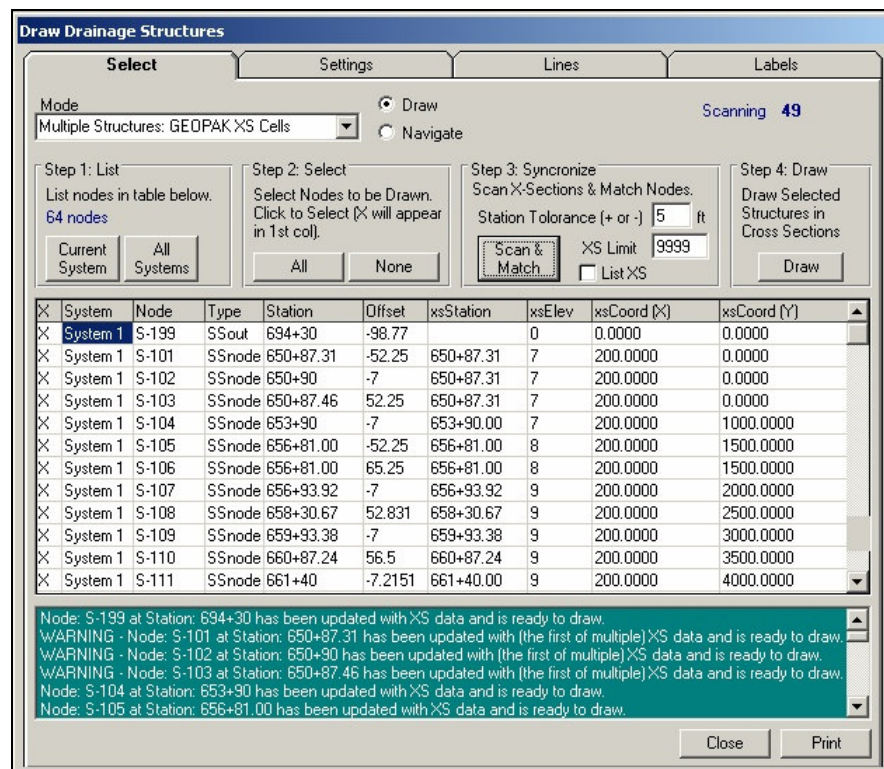 Draw Drainage Structures
Select Settings Lines Labels
Mode
Multiple Structures: GEOPAK XS Cells
Draw
Navigate
Scanning 49
Step 1: List
List nodes in table below.
64 nodes
Current System
All Systems
Step 2: Select
Select Nodes to be Drawn.
Click to Select (X will appear
in 1st col).
All None
Step 3: Syncronize
Scan X-Sections & Match Nodes.
Station Tolorance (+ or -) 5 ft
Scan & Match
XS Limit 9999
List XS
Step 4: Draw
Draw Selected
Structures in
Cross Sections
Draw
X System Node Type Station Offset xsStation xsElev xsCoord (X) xsCoord (Y)
X System 1 S-199 SSout 694+30 -98.77 0 0.0000 0.0000
X System 1 S-101 SSnode 650+87.31 -52.25 650+87.31 7 200.0000 0.0000
X System 1 S-102 SSnode 650+90 -7 650+87.31 7 200.0000 0.0000
X System 1 S-103 SSnode 650+87.46 52.25 650+87.31 7 200.0000 0.0000
X System 1 S-104 SSnode 653+90 -7 653+90.00 7 200.0000 1000.0000
X System 1 S-105 SSnode 656+81.00 -52.25 656+81.00 8 200.0000 1500.0000
X System 1 S-106 SSnode 656+81.00 65.25 656+81.00 8 200.0000 1500.0000
X System 1 S-107 SSnode 656+93.92 -7 656+93.92 9 200.0000 2000.0000
X System 1 S-108 SSnode 658+30.67 52.831 658+30.67 9 200.0000 2500.0000
X System 1 S-109 SSnode 659+93.38 -7 659+93.38 9 200.0000 3000.0000
X System 1 S-110 SSnode 660+87.24 56.5 660+87.24 9 200.0000 3500.0000
X System 1 S-111 SSnode 661+40 -7.2151 661+40.00 9 200.0000 4000.0000
Node: S-199 at Station: 694+30 has been updated with XS data and is ready to draw.
WARNING - Node: S-101 at Station: 650+87.31 has been updated with (the first of multiple) XS data and is ready to draw.
WARNING - Node: S-102 at Station: 650+90 has been updated with (the first of multiple) XS data and is ready to draw.
WARNING - Node: S-103 at Station: 650+87.46 has been updated with (the first of multiple) XS data and is ready to draw.
Node: S-104 at Station: 653+90 has been updated with XS data and is ready to draw.
Node: S-105 at Station: 656+81.00 has been updated with XS data and is ready to draw.
Close Print